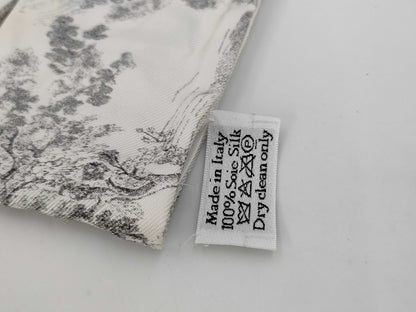 Made in Italy
100% Soie Silk
P
Dry clean only